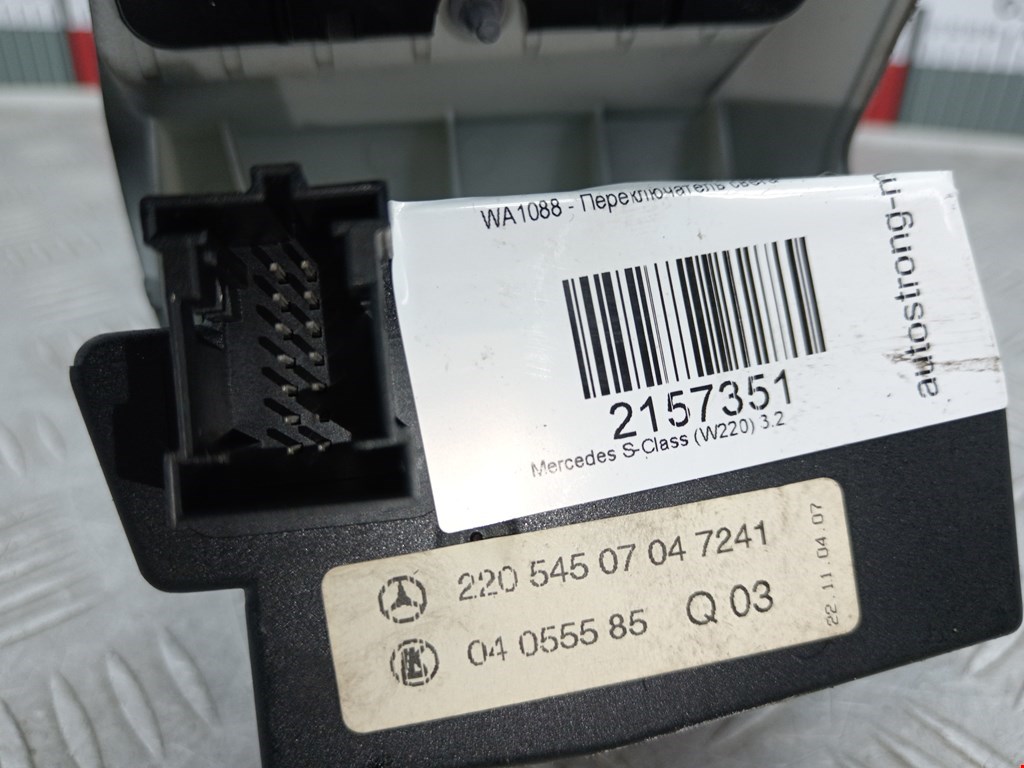 WA1088 - Переключатель света
autostrong-m
2157351
Mercedes S-Class (W220) 3.2
220 545 07 04 7241
04 0555 85 Q 03
22.11.04.07